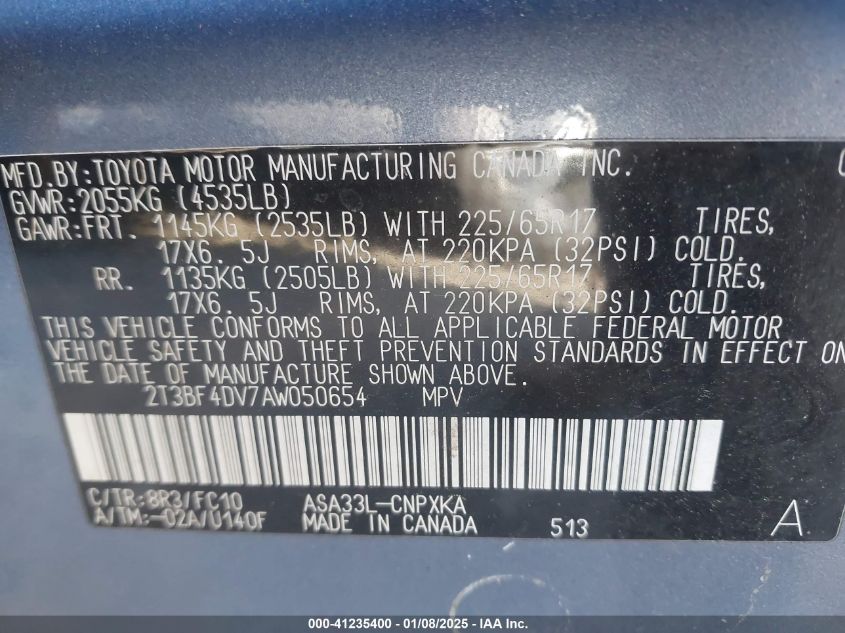 MFD.BY:TOYOTA MOTOR MANUFACTURING CANADA INC.
GVWR:2055KG (4535LB)
GAWR:FRT. 1145KG (2535LB) WITH 225/65R17 TIRES,
17X6. 5J RIMS, AT 220KPA (32PSI) COLD.
RR. 1135KG (2505LB) WITH 225/65R17 TIRES,
17X6. 5J RIMS, AT 220KPA (32PSI) COLD.
THIS VEHICLE CONFORMS TO ALL APPLICABLE FEDERAL MOTOR
VEHICLE SAFETY AND THEFT PREVENTION STANDARDS IN EFFECT ON
THE DATE OF MANUFACTURE SHOWN ABOVE.
2T3BF4DV7AW050654 MPV
C/TR:8R3/FC10 ASA33L-CNPXKA
A/TM:-02A/U140F MADE IN CANADA 513 A
000-41235400 - 01/08/2025 - IAA Inc.